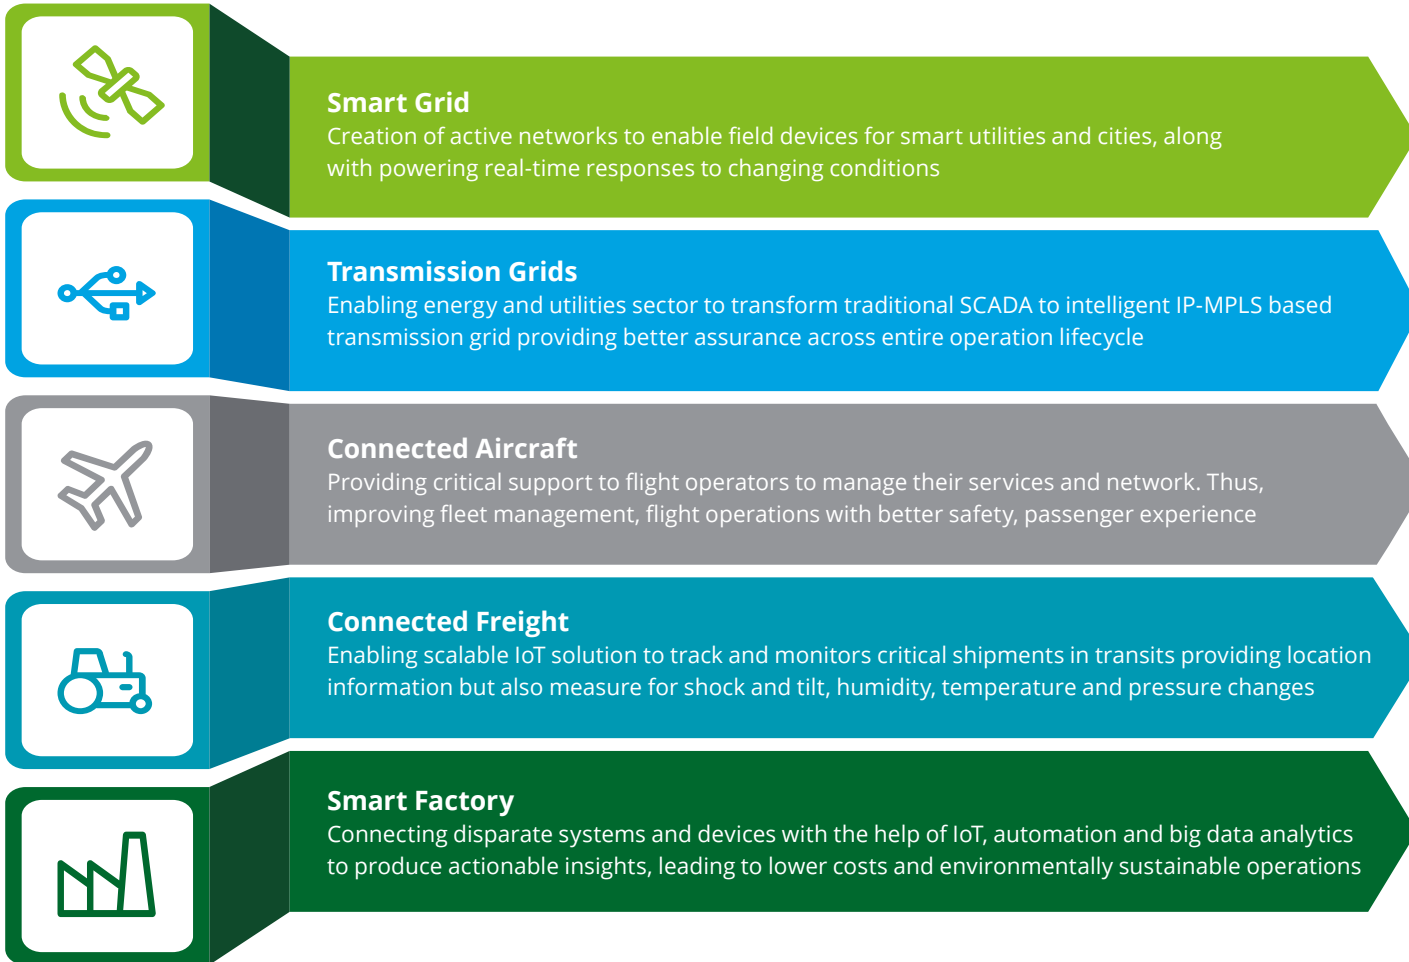 Smart Grid
Creation of active networks to enable field devices for smart utilities and cities, along
with powering real-time responses to changing conditions
Transmission Grids
Enabling energy and utilities sector to transform traditional SCADA to intelligent IP-MPLS based
transmission grid providing better assurance across entire operation lifecycle
Connected Aircraft
Providing critical support to flight operators to manage their services and network. Thus,
improving fleet management, flight operations with better safety, passenger experience
Connected Freight
Enabling scalable IoT solution to track and monitors critical shipments in transits providing location
information but also measure for shock and tilt, humidity, temperature and pressure changes
Smart Factory
Connecting disparate systems and devices with the help of IoT, automation and big data analytics
to produce actionable insights, leading to lower costs and environmentally sustainable operations